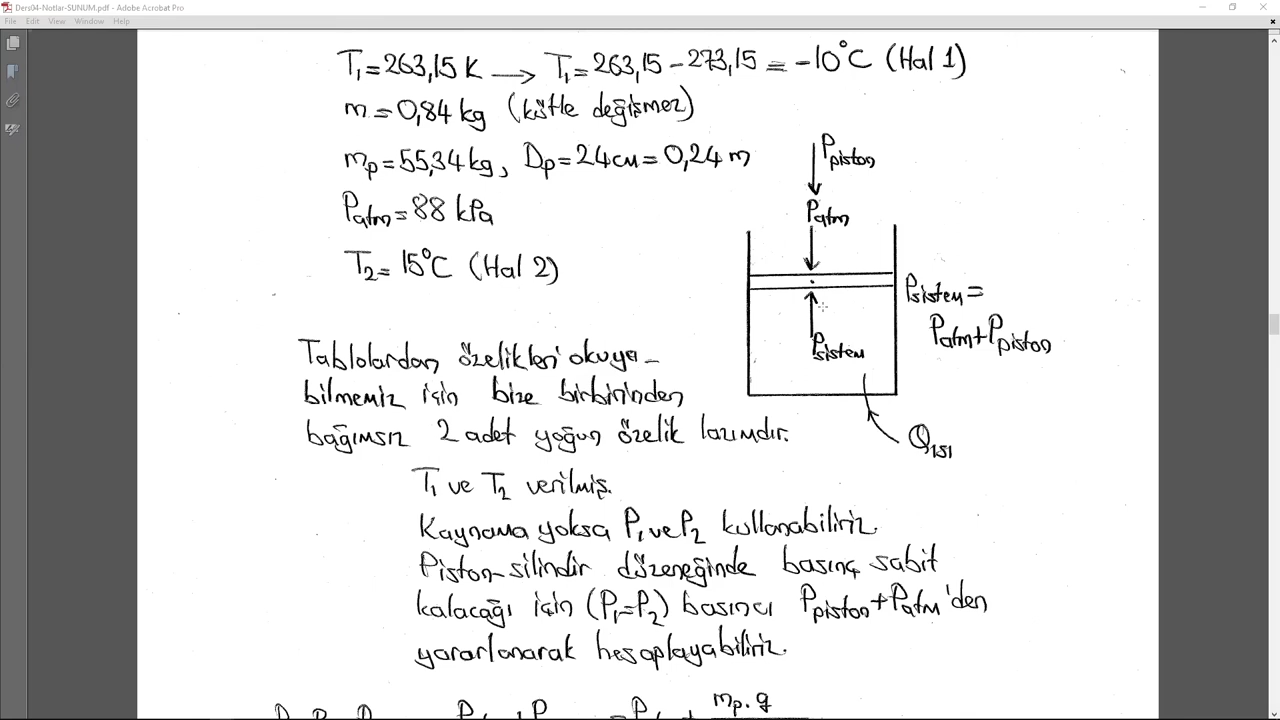 Ders04-Notlar-SUNUM.pdf - Adobe Acrobat Pro
File Edit View Window Help
T₁=263,15 K → T₁=263,15-273,15=-10°C (Hal 1)
m=0,84 kg (kütle değişmez)
mp=55,34 kg, Dp=24cm=0,24 m
Patm=88 kPa
T₂=15°C (Hal 2)
Ppiston
Patm
Psistem
Psistem=
Patm+Ppiston
Qısı
Tablolardan özelikleri okuya-
bilmemiz için bize birbirinden
bağımsız 2 adet yoğun özelik lazımdır.
T₁ ve T₂ verilmiş.
Kaynama yoksa P₁ ve P₂ kullanabiliriz.
Piston-silindir düzeneğinde basınç sabit
kalacağı için (P₁=P₂) basıncı Ppiston+Patm'den
yararlanarak hesaplayabiliriz.
mp.g